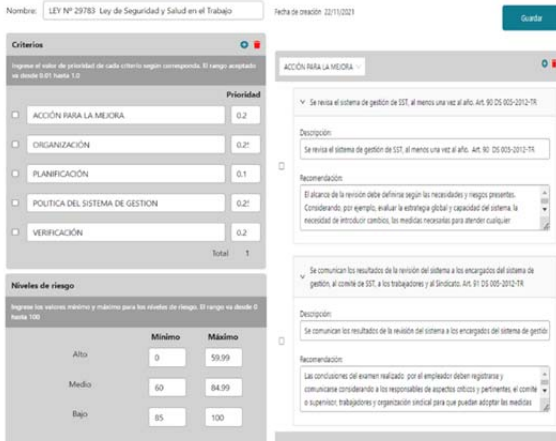 Nombre: LEY Nº 29783 Ley de Seguridad y Salud en el Trabajo
Fecha de creación 22/11/2021
Guardar
Criterios
Ingrese el valor de prioridad de cada criterio según corresponda. El rango aceptado
va desde 0.01 hasta 1.0
Prioridad
ACCIÓN PARA LA MEJORA 0.2
ORGANIZACIÓN 0.2
PLANIFICACIÓN 0.1
POLITICA DEL SISTEMA DE GESTION 0.2
VERIFICACIÓN 0.2
Total 1
Niveles de riesgo
Ingrese los valores mínimo y máximo para los niveles de riesgo. El rango va desde 0
hasta 100
Mínimo Máximo
Alto 0 59.99
Medio 60 84.99
Bajo 85 100
ACCIÓN PARA LA MEJORA
Se revisa el sistema de gestión de SST, al menos una vez al año. Art. 90 DS 005-2012-TR
Descripción:
Se revisa el sistema de gestión de SST, al menos una vez al año. Art. 90 DS 005-2012-TR
Recomendación:
El alcance de la revisión debe definirse según las necesidades y riesgos presentes.
Considerando, por ejemplo, evaluar la estrategia global y capacidad del sistema, la
necesidad de introducir cambios, las medidas necesarias para atender cualquier
Se comunican los resultados de la revisión del sistema a los encargados del sistema de
gestión, al comité de SST, a los trabajadores y al Sindicato. Art. 91 DS 005-2012-TR
Descripción:
Se comunican los resultados de la revisión del sistema a los encargados del sistema de gestión
Recomendación:
Las conclusiones del examen realizado por el empleador deben registrarse y
comunicarse considerando a los responsables de aspectos críticos y pertinentes, el comité
o supervisor, trabajadores y organización sindical para que puedan adoptar las medidas